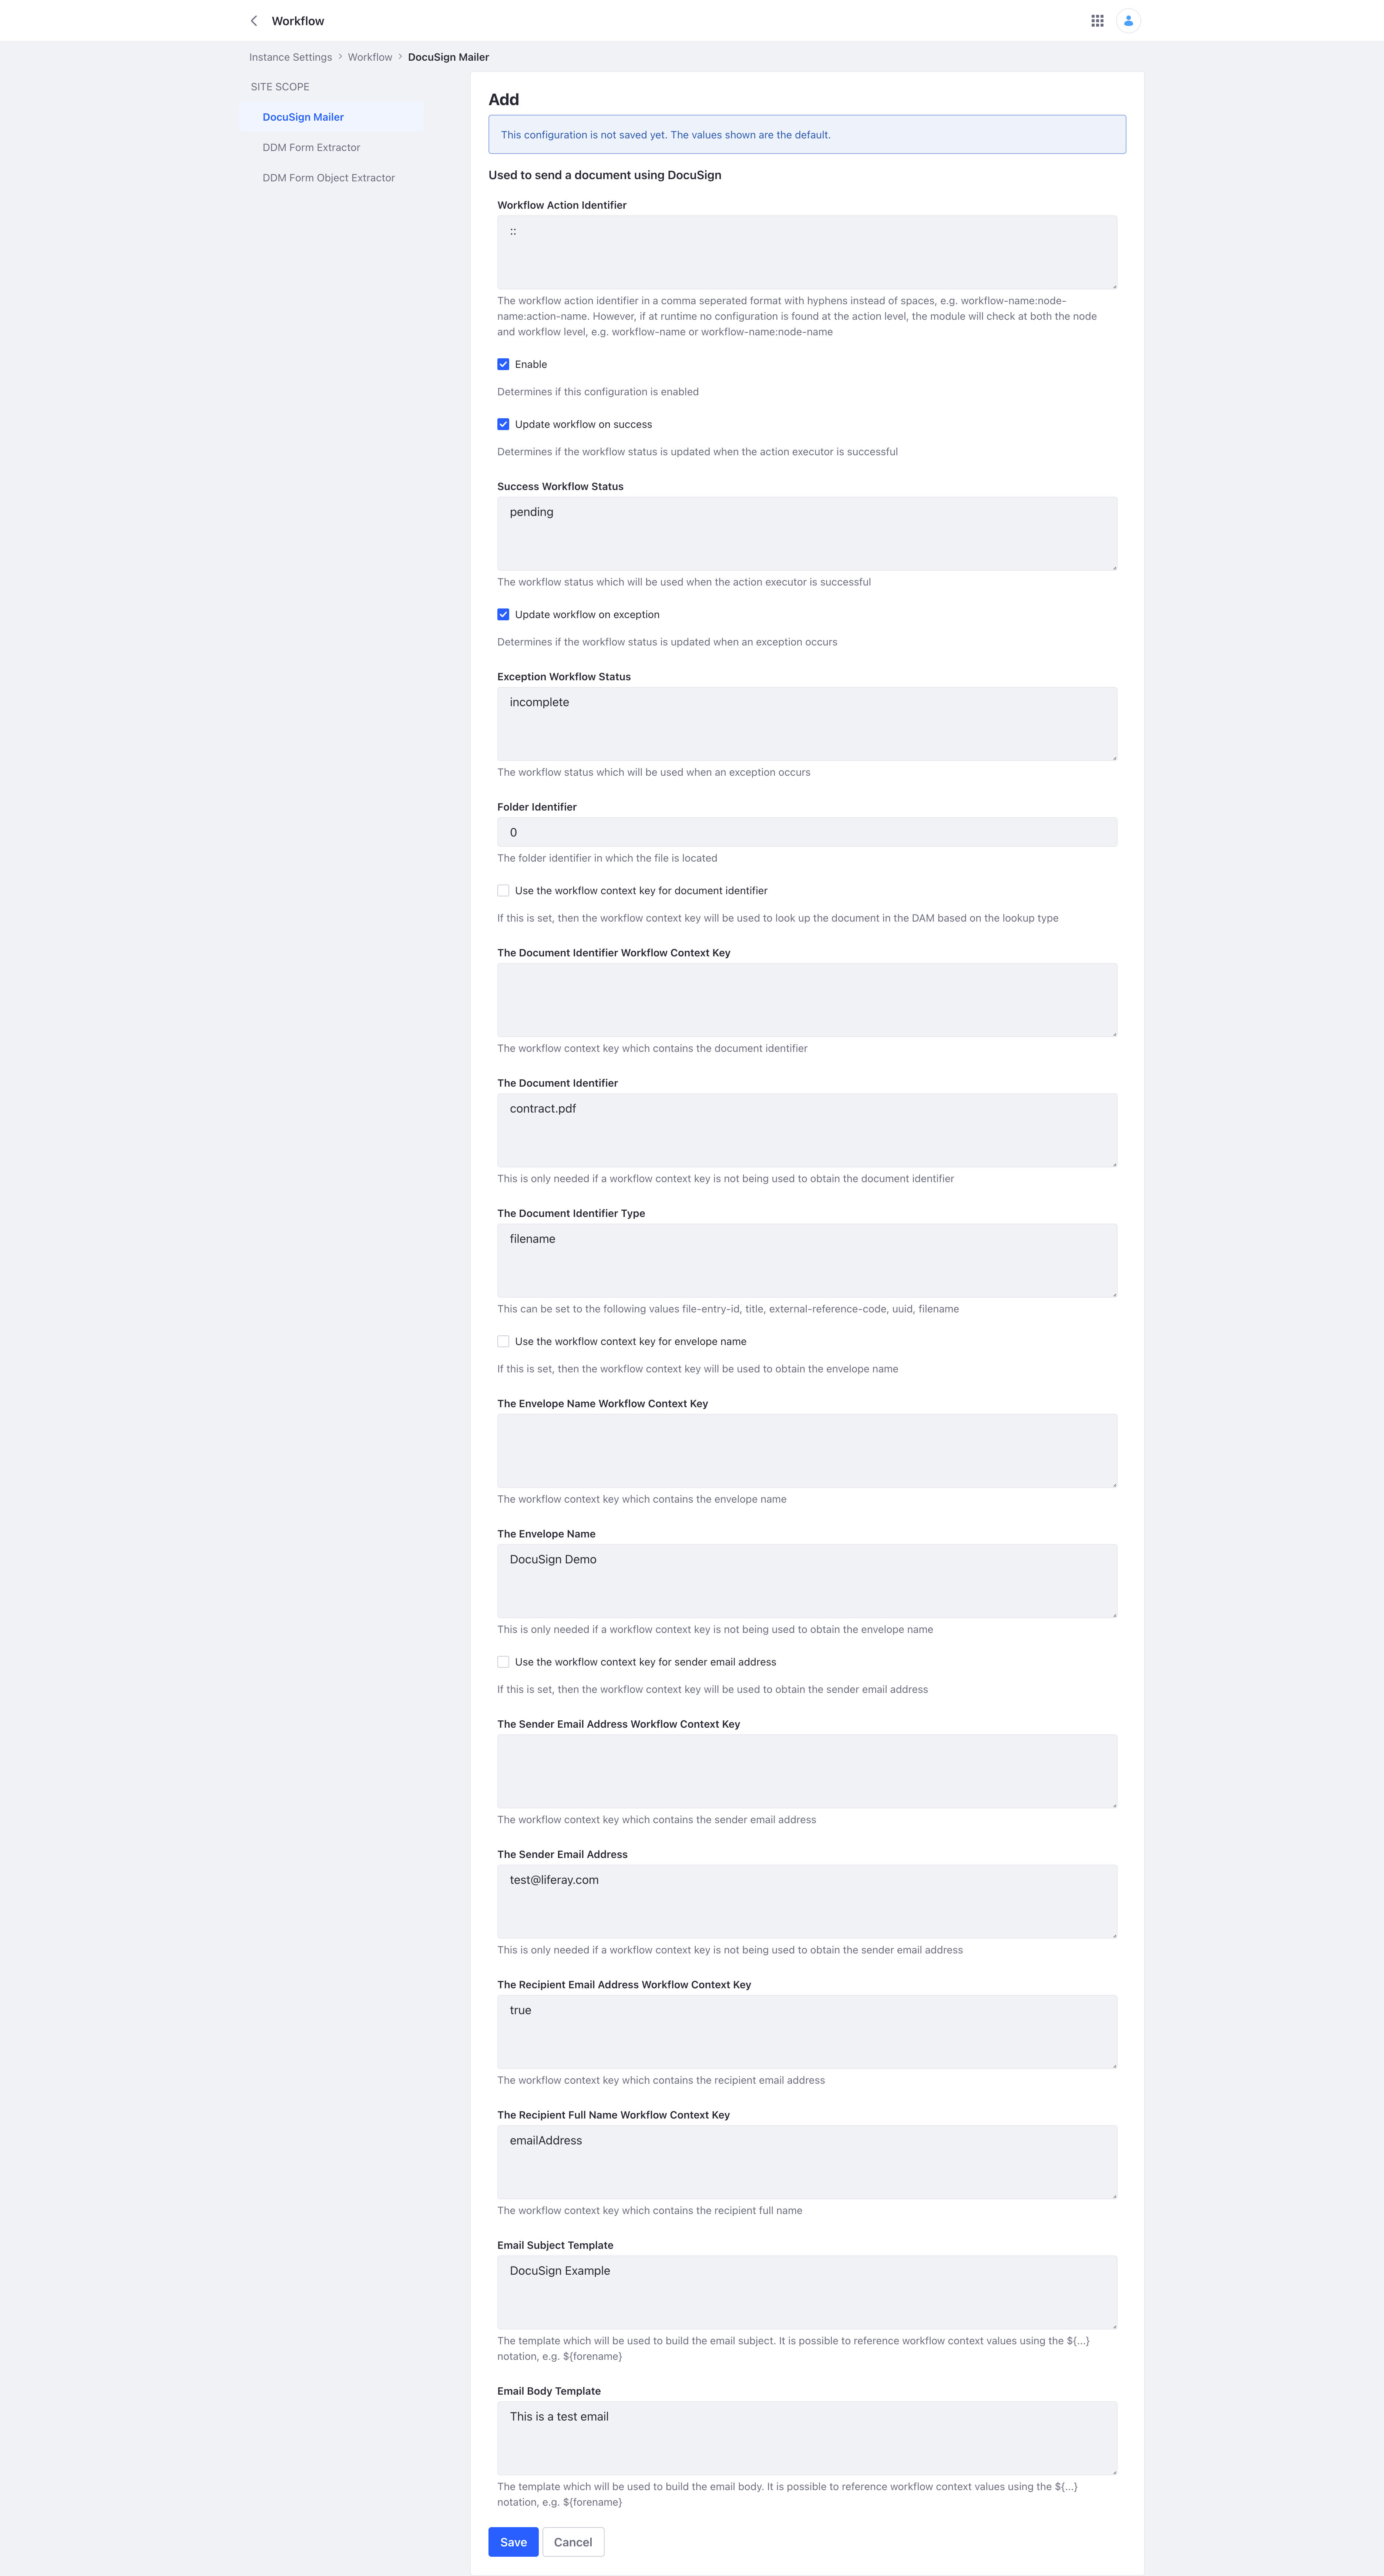 Workflow
Instance Settings > Workflow > DocuSign Mailer
SITE SCOPE
DocuSign Mailer
DDM Form Extractor
DDM Form Object Extractor
Add
This configuration is not saved yet. The values shown are the default.
Used to send a document using DocuSign
Workflow Action Identifier
::
The workflow action identifier in a comma seperated format with hyphens instead of spaces, e.g. workflow-name:node-
name:action-name. However, if at runtime no configuration is found at the action level, the module will check at both the node
and workflow level, e.g. workflow-name or workflow-name:node-name
Enable
Determines if this configuration is enabled
Update workflow on success
Determines if the workflow status is updated when the action executor is successful
Success Workflow Status
pending
The workflow status which will be used when the action executor is successful
Update workflow on exception
Determines if the workflow status is updated when an exception occurs
Exception Workflow Status
incomplete
The workflow status which will be used when an exception occurs
Folder Identifier
0
The folder identifier in which the file is located
Use the workflow context key for document identifier
If this is set, then the workflow context key will be used to look up the document in the DAM based on the lookup type
The Document Identifier Workflow Context Key
The workflow context key which contains the document identifier
The Document Identifier
contract.pdf
This is only needed if a workflow context key is not being used to obtain the document identifier
The Document Identifier Type
filename
This can be set to the following values file-entry-id, title, external-reference-code, uuid, filename
Use the workflow context key for envelope name
If this is set, then the workflow context key will be used to obtain the envelope name
The Envelope Name Workflow Context Key
The workflow context key which contains the envelope name
The Envelope Name
DocuSign Demo
This is only needed if a workflow context key is not being used to obtain the envelope name
Use the workflow context key for sender email address
If this is set, then the workflow context key will be used to obtain the sender email address
The Sender Email Address Workflow Context Key
The workflow context key which contains the sender email address
The Sender Email Address
test@liferay.com
This is only needed if a workflow context key is not being used to obtain the sender email address
The Recipient Email Address Workflow Context Key
true
The workflow context key which contains the recipient email address
The Recipient Full Name Workflow Context Key
emailAddress
The workflow context key which contains the recipient full name
Email Subject Template
DocuSign Example
The template which will be used to build the email subject. It is possible to reference workflow context values using the ${...}
notation, e.g. ${forename}
Email Body Template
This is a test email
The template which will be used to build the email body. It is possible to reference workflow context values using the ${...}
notation, e.g. ${forename}
Save Cancel